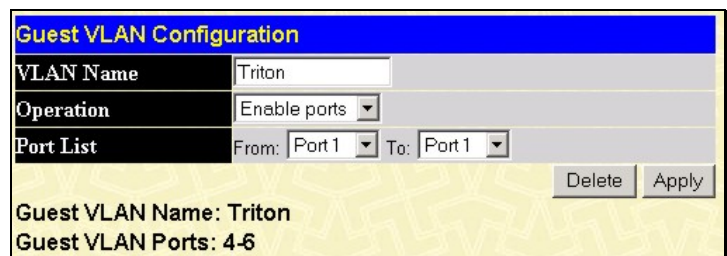 Guest VLAN Configuration
VLAN Name Triton
Operation Enable ports
Port List From: Port 1 To: Port 1
Delete Apply
Guest VLAN Name: Triton
Guest VLAN Ports: 4-6